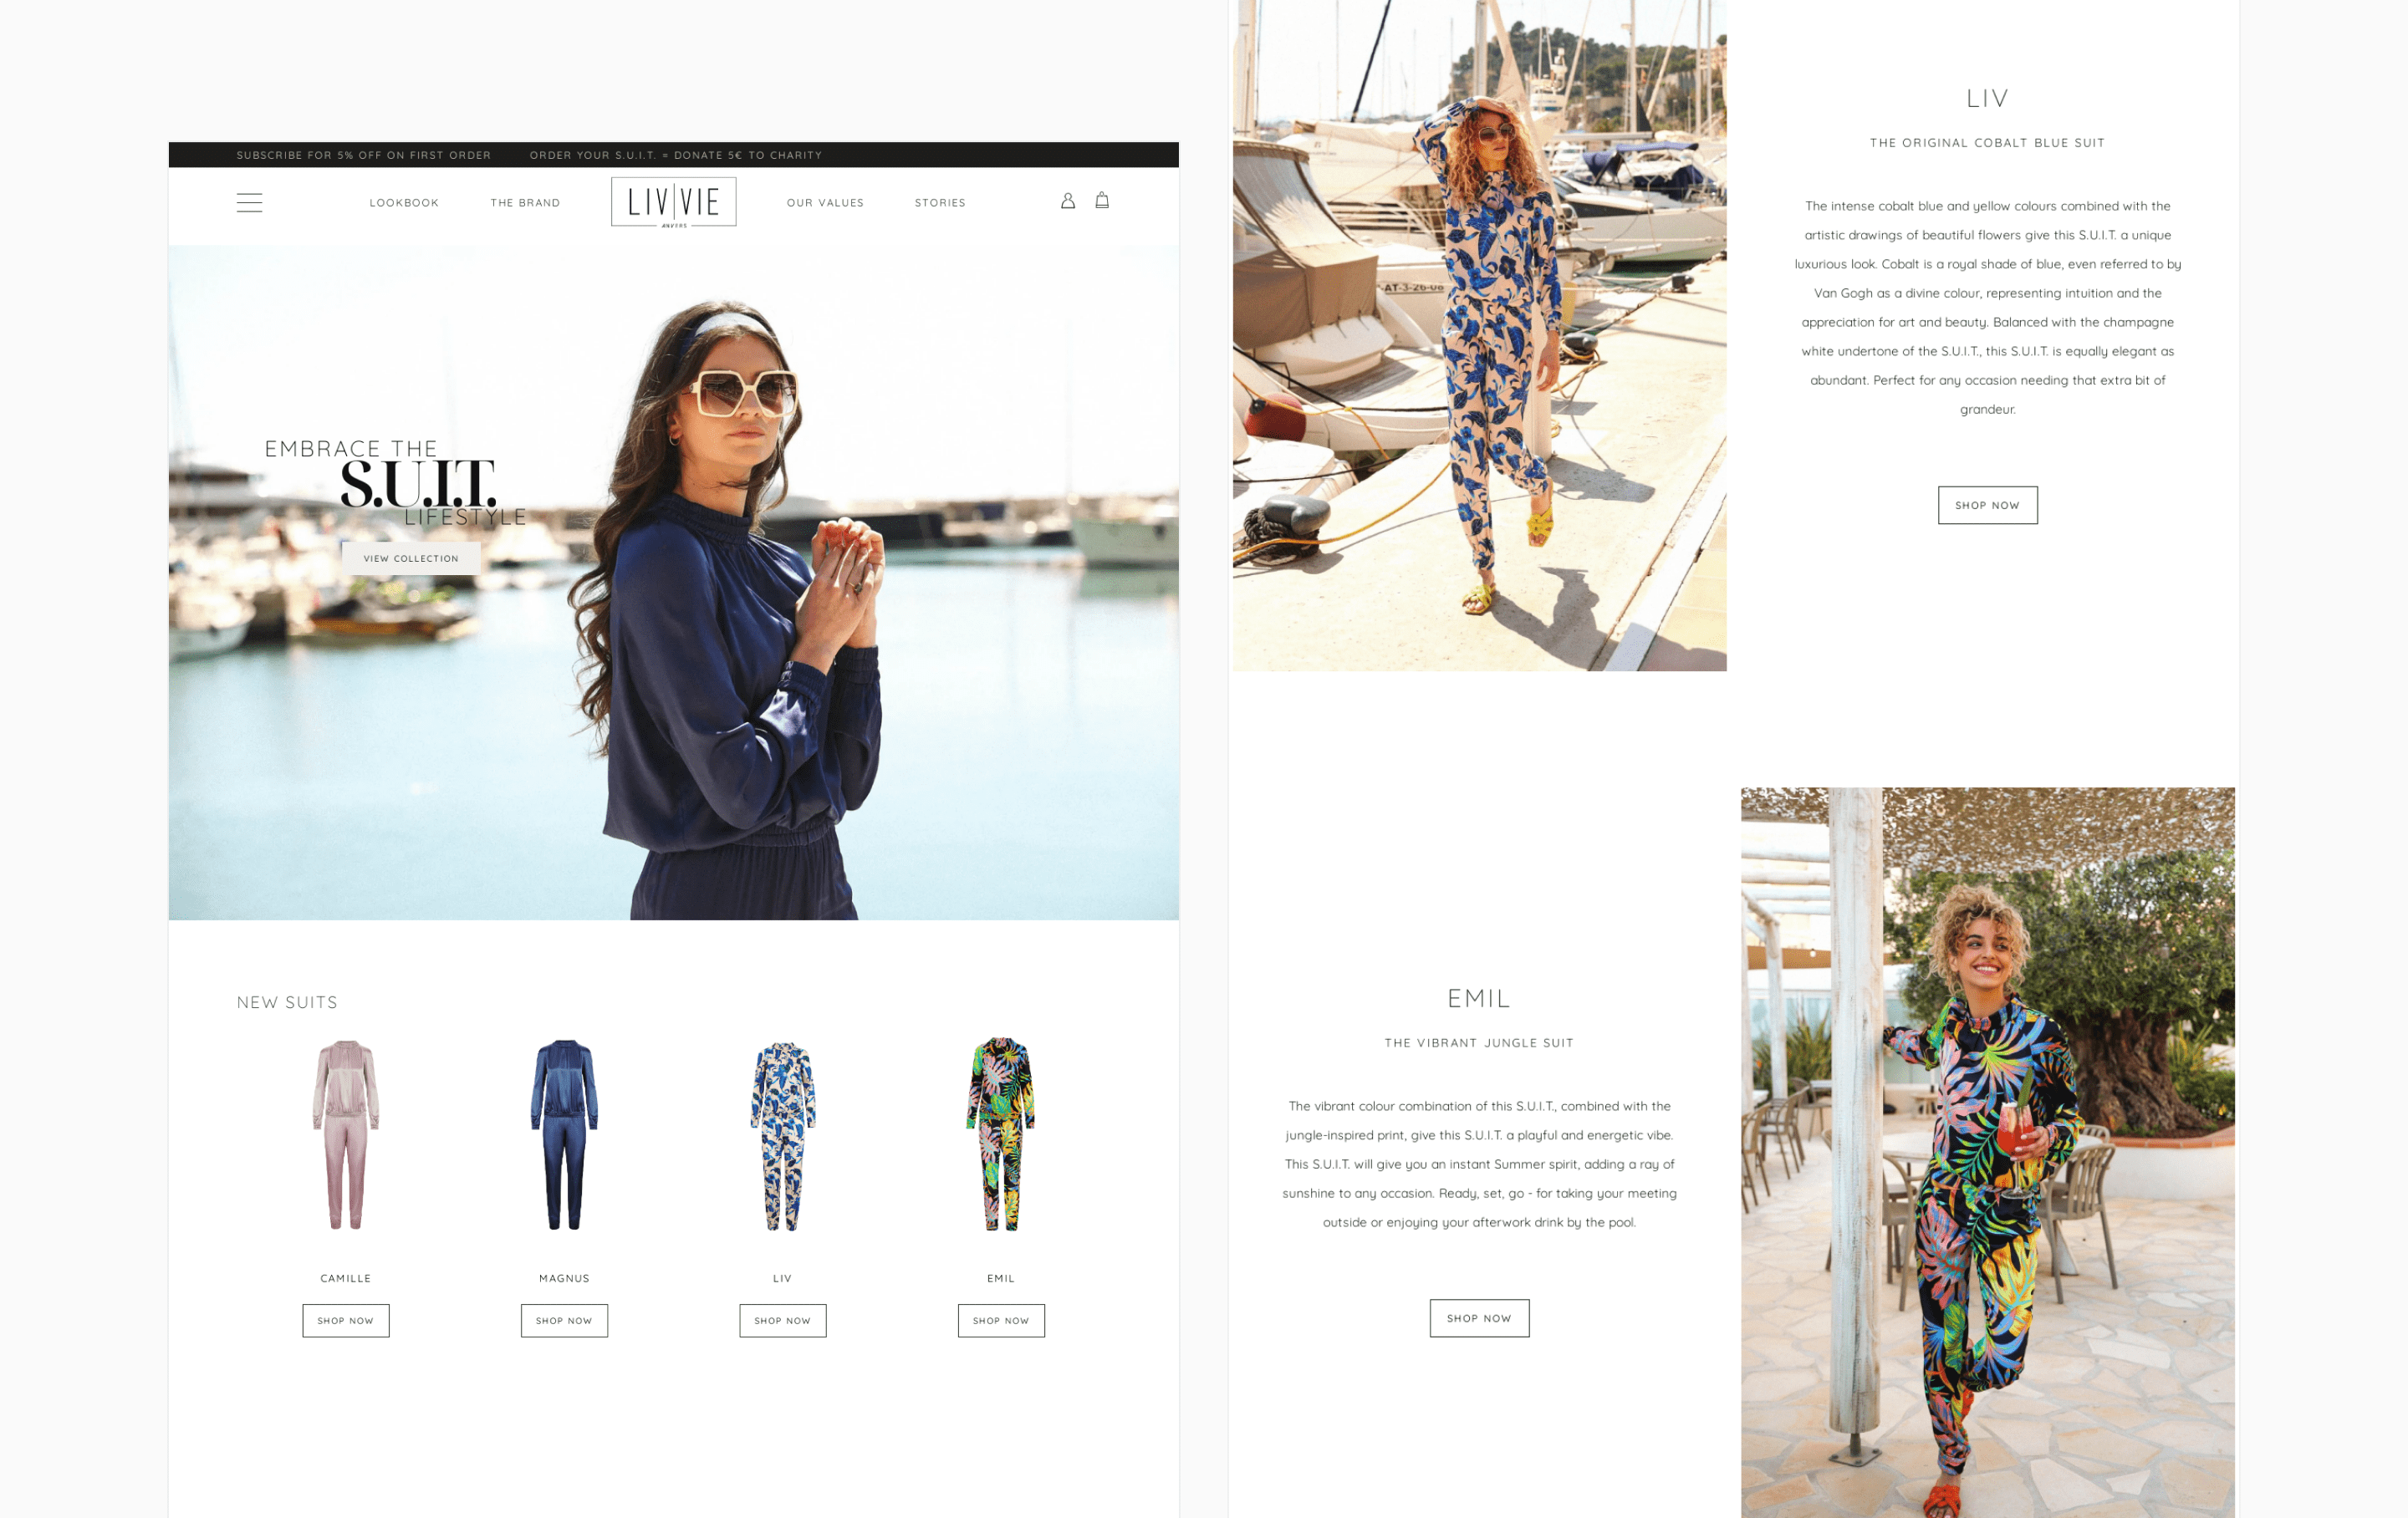 SUBSCRIBE FOR 5% OFF ON FIRST ORDER
ORDER YOUR S.U.I.T. = DONATE 5€ TO CHARITY
LOOKBOOK
THE BRAND
LIV|VIE
ANVERS
OUR VALUES
STORIES
EMBRACE THE
S.U.I.T.
LIFESTYLE
VIEW COLLECTION
NEW SUITS
CAMILLE
SHOP NOW
MAGNUS
SHOP NOW
LIV
SHOP NOW
EMIL
SHOP NOW
-AT-3-26-08
LIV
THE ORIGINAL COBALT BLUE SUIT
The intense cobalt blue and yellow colours combined with the
artistic drawings of beautiful flowers give this S.U.I.T. a unique
luxurious look. Cobalt is a royal shade of blue, even referred to by
Van Gogh as a divine colour, representing intuition and the
appreciation for art and beauty. Balanced with the champagne
white undertone of the S.U.I.T., this S.U.I.T. is equally elegant as
abundant. Perfect for any occasion needing that extra bit of
grandeur.
SHOP NOW
EMIL
THE VIBRANT JUNGLE SUIT
The vibrant colour combination of this S.U.I.T., combined with the
jungle-inspired print, give this S.U.I.T. a playful and energetic vibe.
This S.U.I.T. will give you an instant Summer spirit, adding a ray of
sunshine to any occasion. Ready, set, go - for taking your meeting
outside or enjoying your afterwork drink by the pool.
SHOP NOW